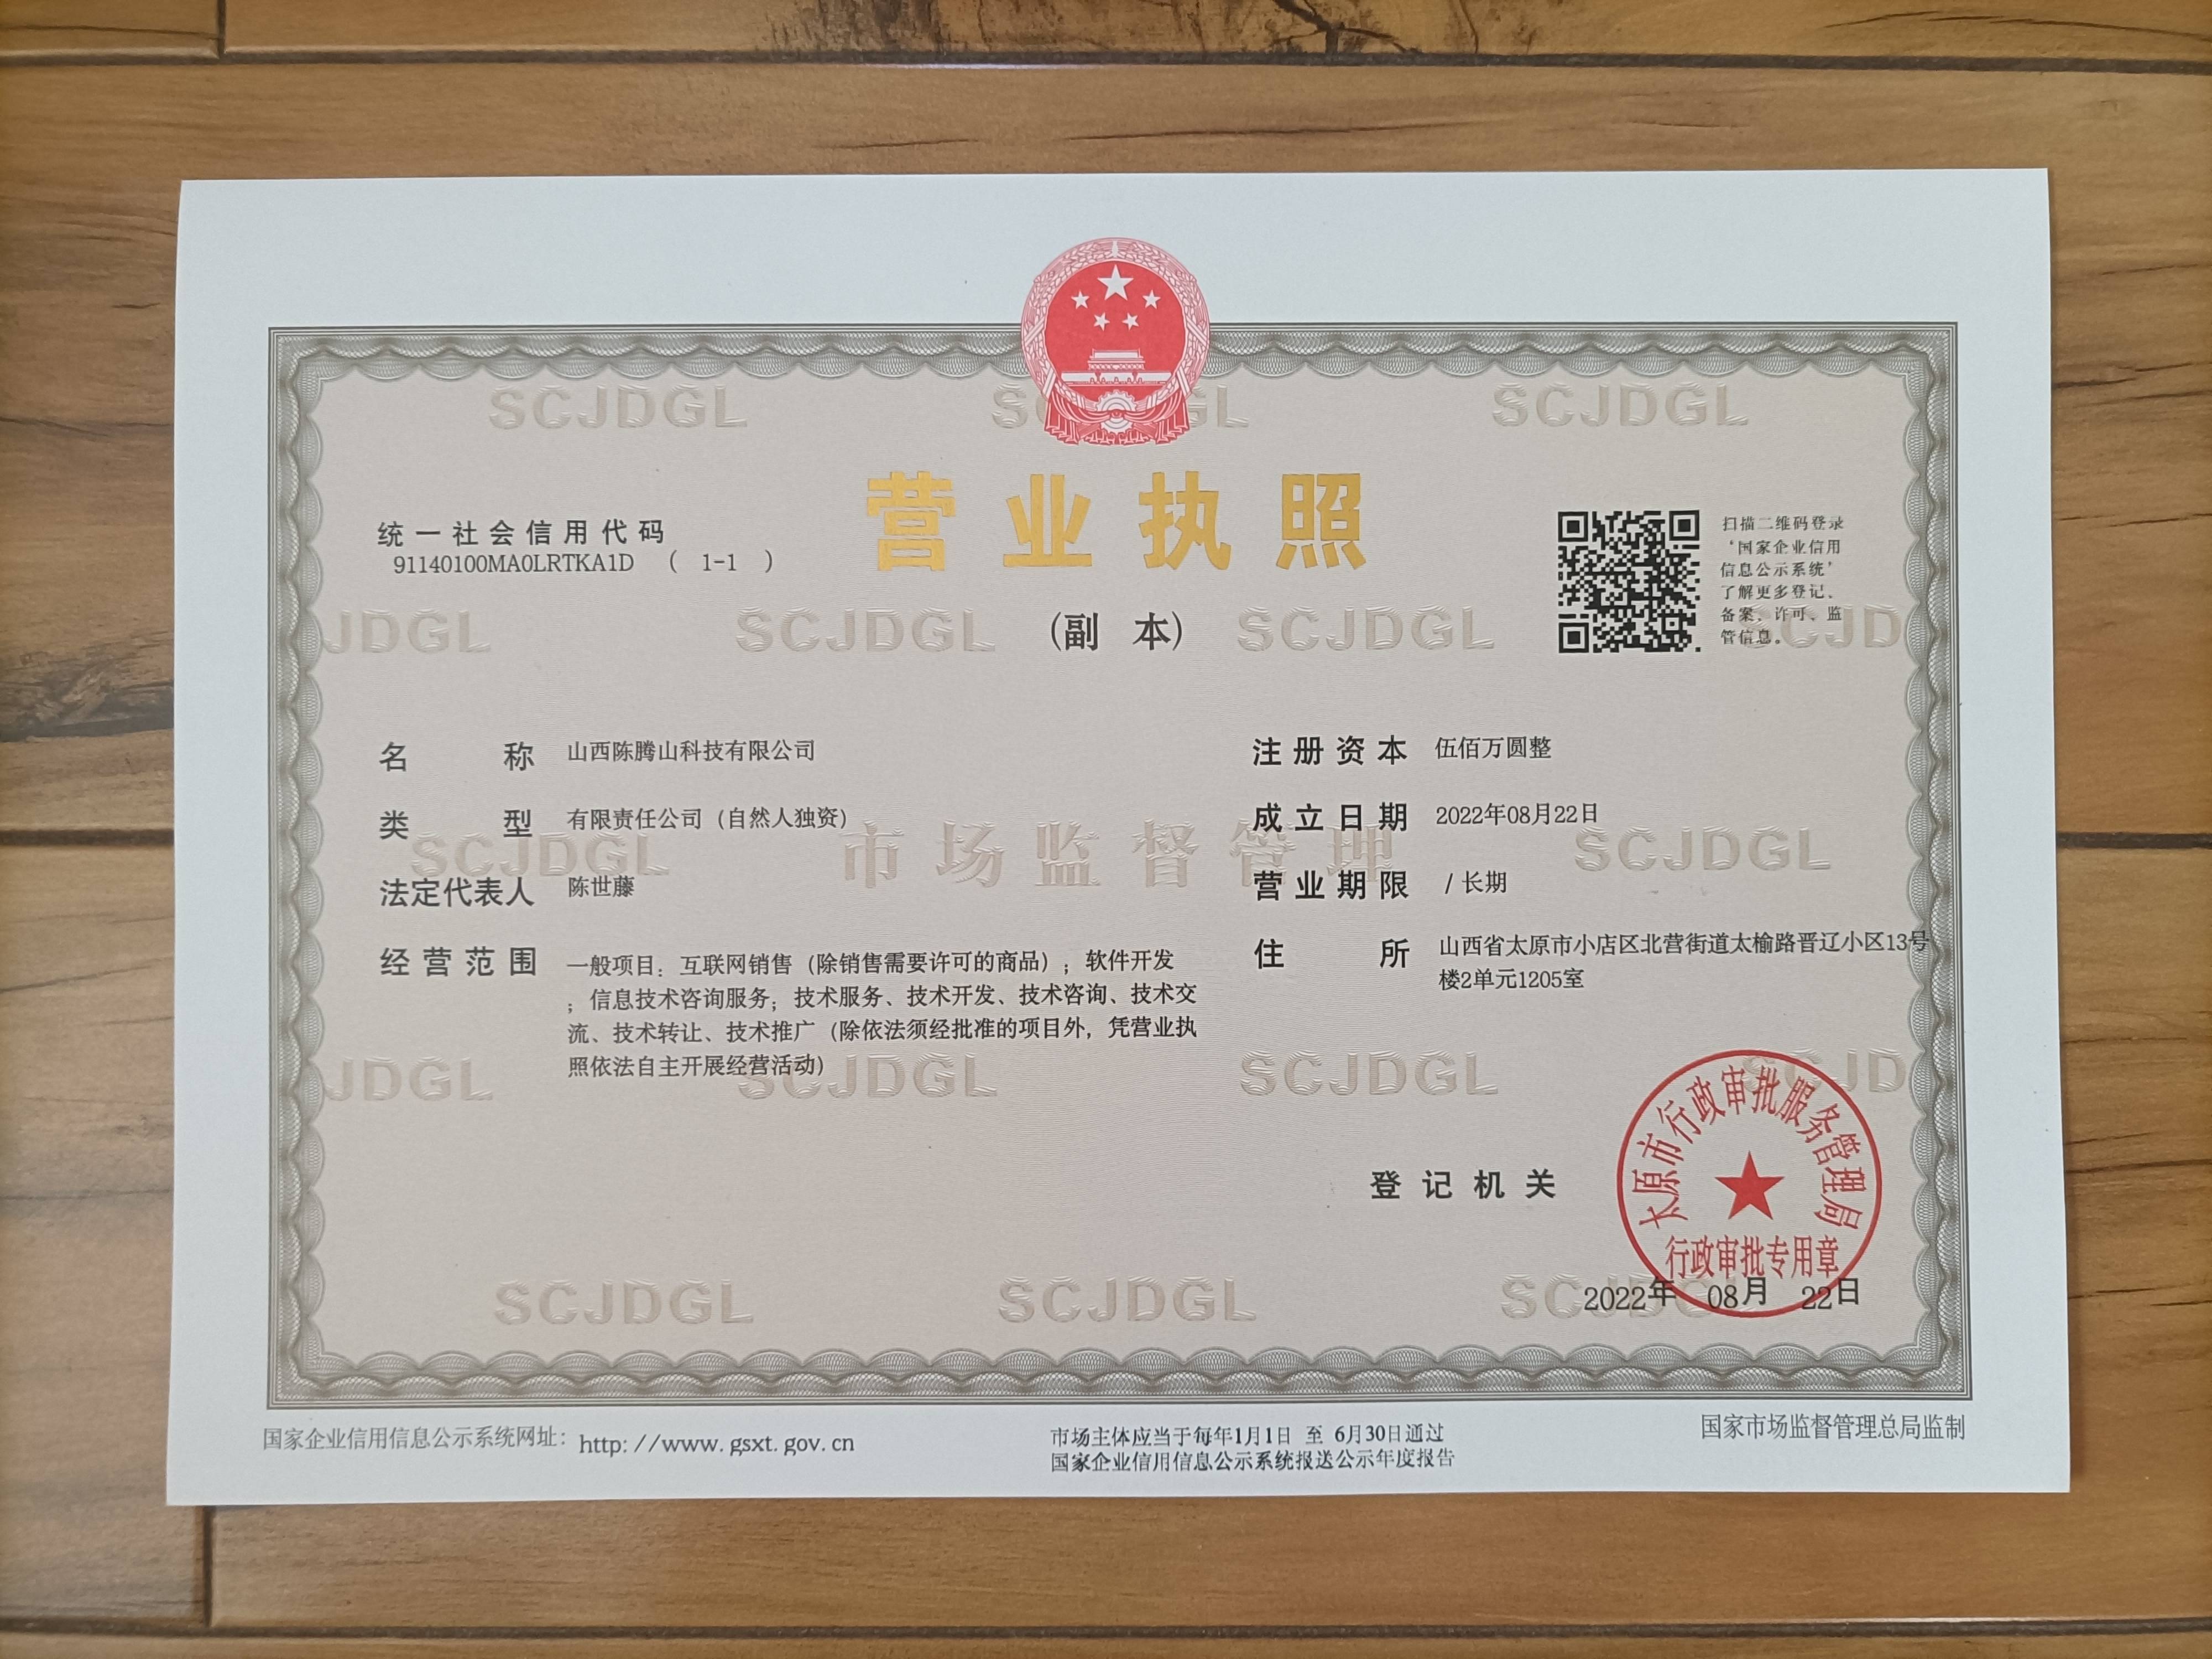 营业执照
(副 本)
统一社会信用代码
91140100MA0LRTKA1D ( 1-1 )
扫描二维码登录
‘国家企业信用
信息公示系统’
了解更多登记、
备案、许可、监
管信息。
名 称 山西陈腾山科技有限公司
类 型 有限责任公司（自然人独资）
法定代表人 陈世藤
经营范围 一般项目：互联网销售（除销售需要许可的商品）；软件开发
；信息技术咨询服务；技术服务、技术开发、技术咨询、技术交
流、技术转让、技术推广（除依法须经批准的项目外，凭营业执
照依法自主开展经营活动）
注册资本 伍佰万圆整
成立日期 2022年08月22日
营业期限 / 长期
住 所 山西省太原市小店区北营街道太榆路晋辽小区13号
楼2单元1205室
登记机关
太原市行政审批服务管理局
行政审批专用章
2022年 08月 22日
SCJDGL SCJDGL SCJDGL
JDGL SCJDGL SCJDGL SCJD
SCJDGL 市场监督管理 SCJDGL
JDGL SCJDGL SCJDGL SCJD
SCJDGL SCJDGL SCJDGL
国家企业信用信息公示系统网址：http://www.gsxt.gov.cn
市场主体应当于每年1月1日 至 6月30日通过
国家企业信用信息公示系统报送公示年度报告
国家市场监督管理总局监制